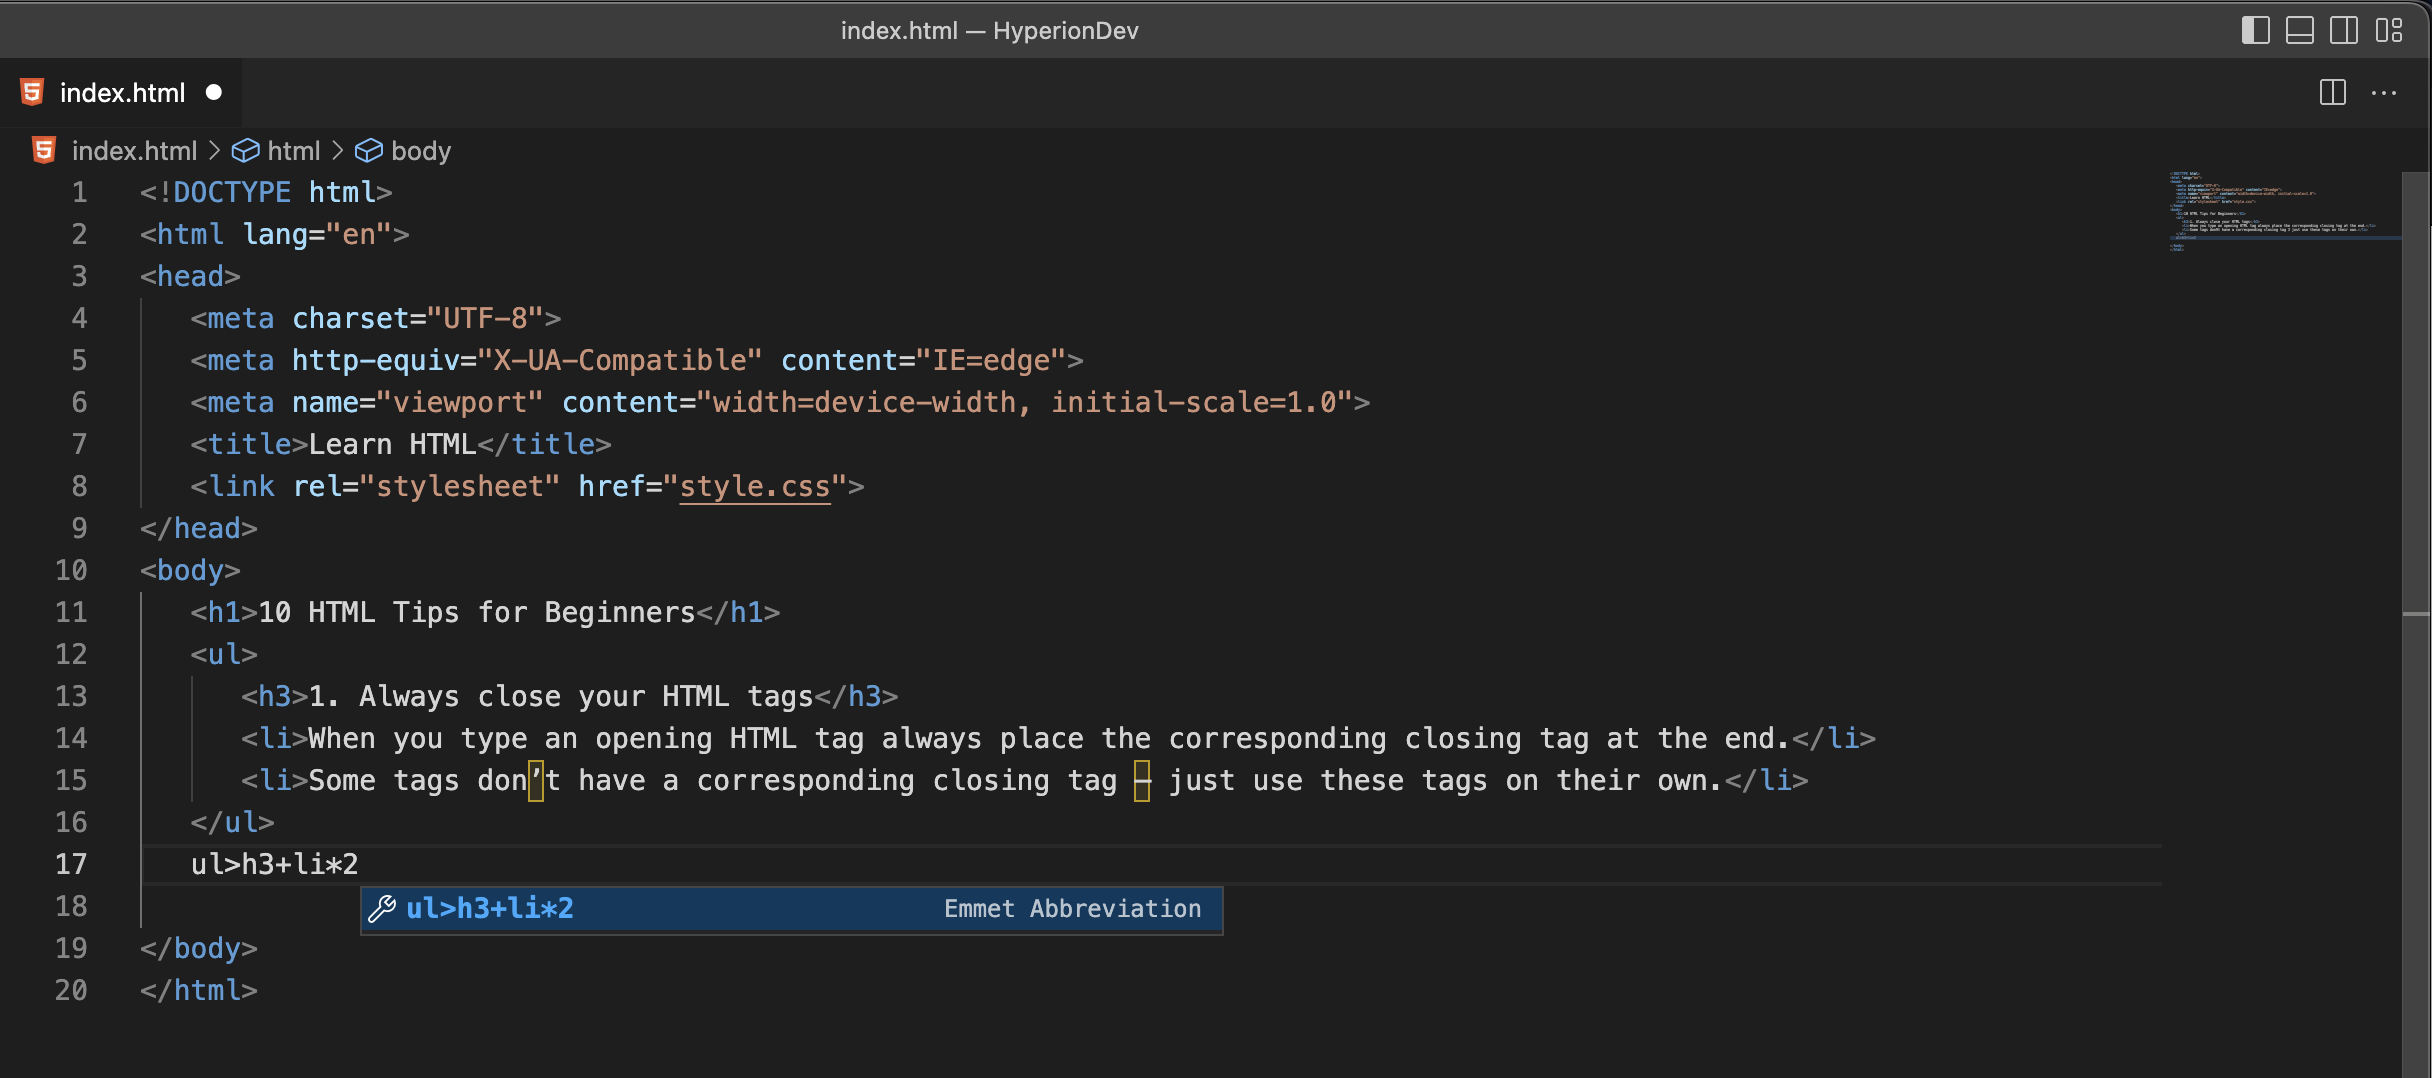 index.html — HyperionDev
index.html
index.html > html > body
1 <!DOCTYPE html>
2 <html lang="en">
3 <head>
4 <meta charset="UTF-8">
5 <meta http-equiv="X-UA-Compatible" content="IE=edge">
6 <meta name="viewport" content="width=device-width, initial-scale=1.0">
7 <title>Learn HTML</title>
8 <link rel="stylesheet" href="style.css">
9 </head>
10 <body>
11 <h1>10 HTML Tips for Beginners</h1>
12 <ul>
13 <h3>1. Always close your HTML tags</h3>
14 <li>When you type an opening HTML tag always place the corresponding closing tag at the end.</li>
15 <li>Some tags don’t have a corresponding closing tag – just use these tags on their own.</li>
16 </ul>
17 ul>h3+li*2
18 ul>h3+li*2 Emmet Abbreviation
19 </body>
20 </html>